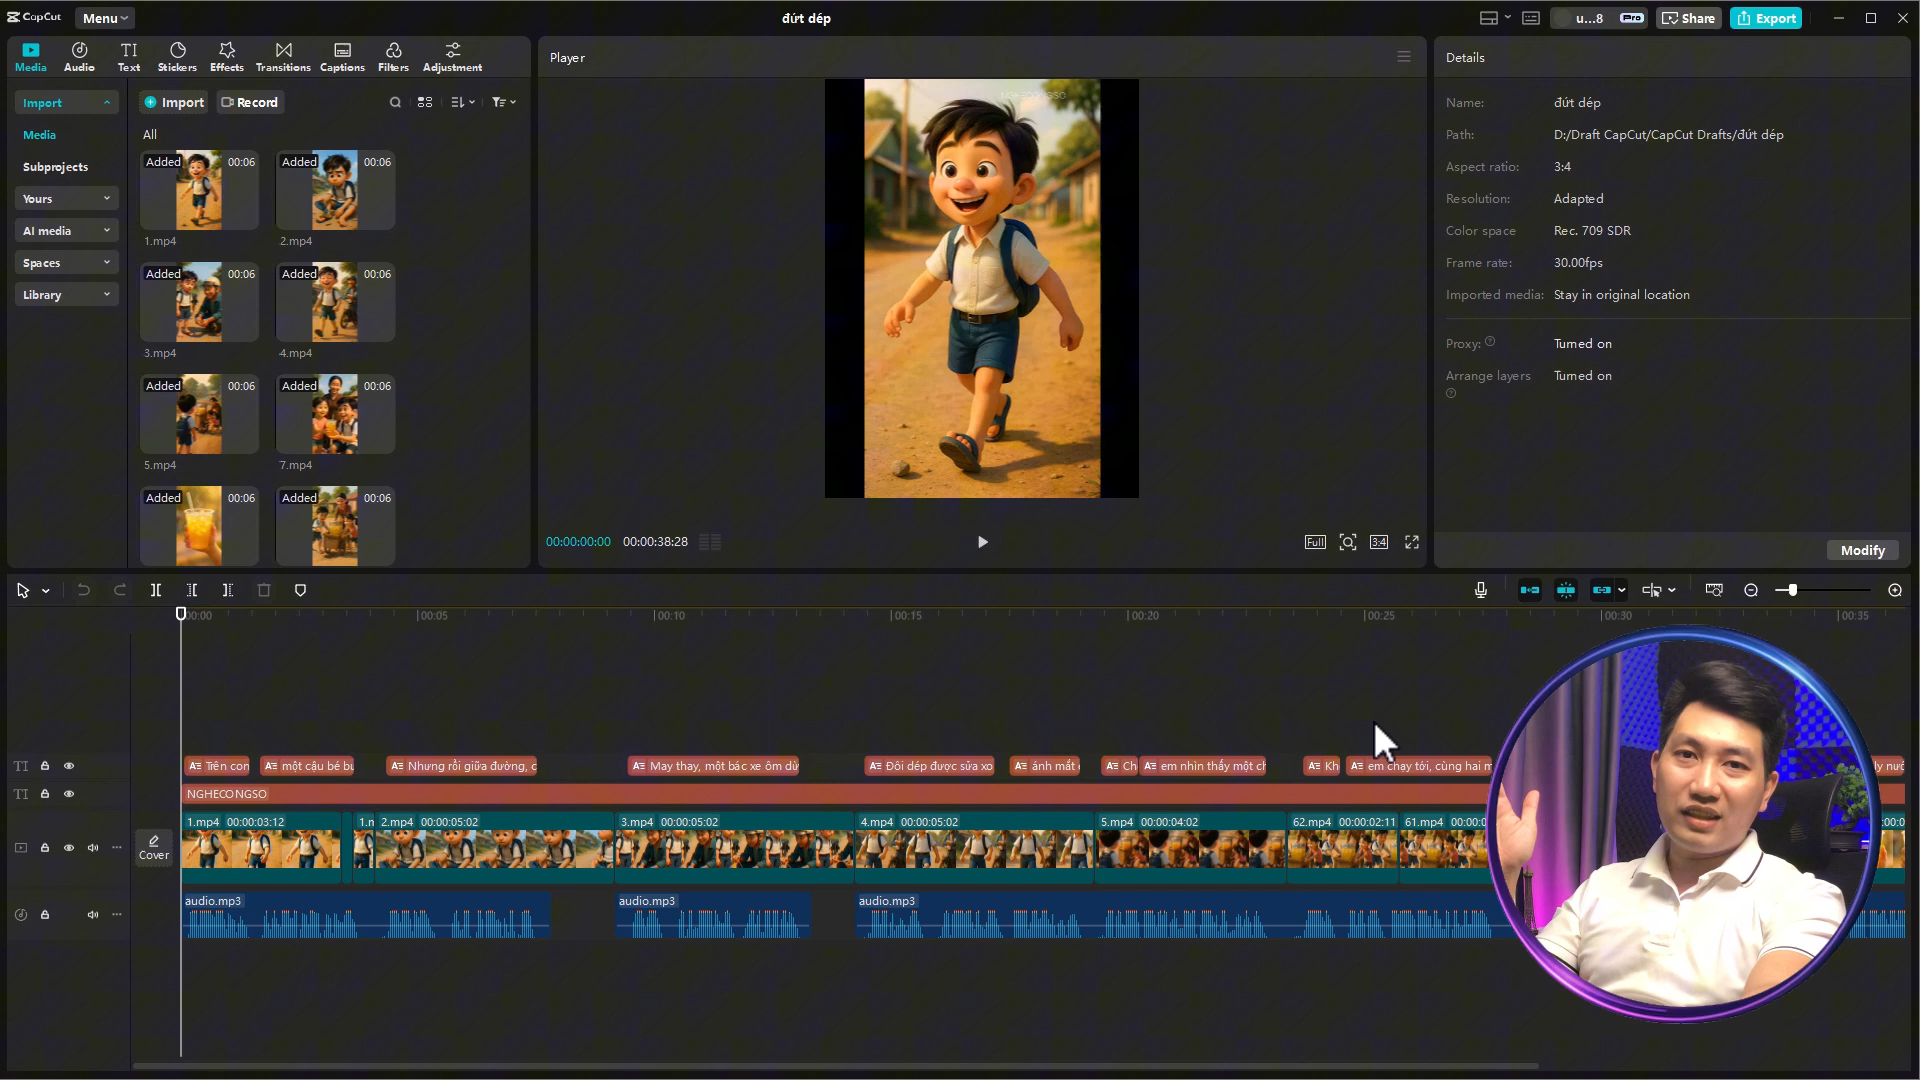 CapCut
Menu
đứt dép
u...8
Pro
Share
Export
Media
Audio
Text
Stickers
Effects
Transitions
Captions
Filters
Adjustment
Player
Details
Import
Media
Subprojects
Yours
AI media
Spaces
Library
Import
Record
All
Added 00:06
Added 00:06
1.mp4
2.mp4
Added 00:06
Added 00:06
3.mp4
4.mp4
Added 00:06
Added 00:06
5.mp4
7.mp4
Added 00:06
Added 00:06
NGHECONGSO
00:00:00:00
00:00:38:28
Full
3:4
Name: đứt dép
Path: D:/Draft CapCut/CapCut Drafts/đứt dép
Aspect ratio: 3:4
Resolution: Adapted
Color space Rec. 709 SDR
Frame rate: 30.00fps
Imported media: Stay in original location
Proxy: Turned on
Arrange layers Turned on
Modify
00:00
00:05
00:10
00:15
00:20
00:25
00:30
00:35
Trên con
một cậu bé bu
Nhưng rồi giữa đường, c
May thay, một bác xe ôm dừ
Đôi dép được sửa xo
ánh mắt
Ch
em nhìn thấy một ch
Kh
em chạy tới, cùng hai m
ly nướ
NGHECONGSO
Cover
1.mp4 00:00:03:12
1.m
2.mp4 00:00:05:02
3.mp4 00:00:05:02
4.mp4 00:00:05:02
5.mp4 00:00:04:02
62.mp4 00:00:02:11
61.mp4 00:00:0
audio.mp3
audio.mp3
audio.mp3